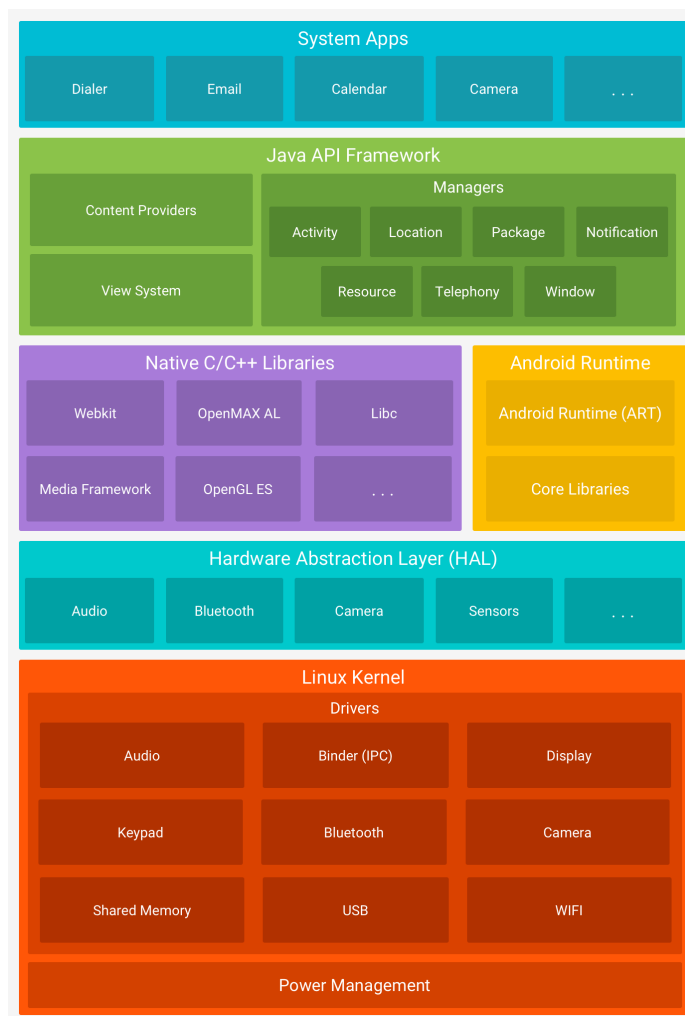 System Apps
Dialer
Email
Calendar
Camera
. . .
Java API Framework
Content Providers
View System
Managers
Activity
Location
Package
Notification
Resource
Telephony
Window
Native C/C++ Libraries
Webkit
OpenMAX AL
Libc
Media Framework
OpenGL ES
. . .
Android Runtime
Android Runtime (ART)
Core Libraries
Hardware Abstraction Layer (HAL)
Audio
Bluetooth
Camera
Sensors
. . .
Linux Kernel
Drivers
Audio
Binder (IPC)
Display
Keypad
Bluetooth
Camera
Shared Memory
USB
WIFI
Power Management